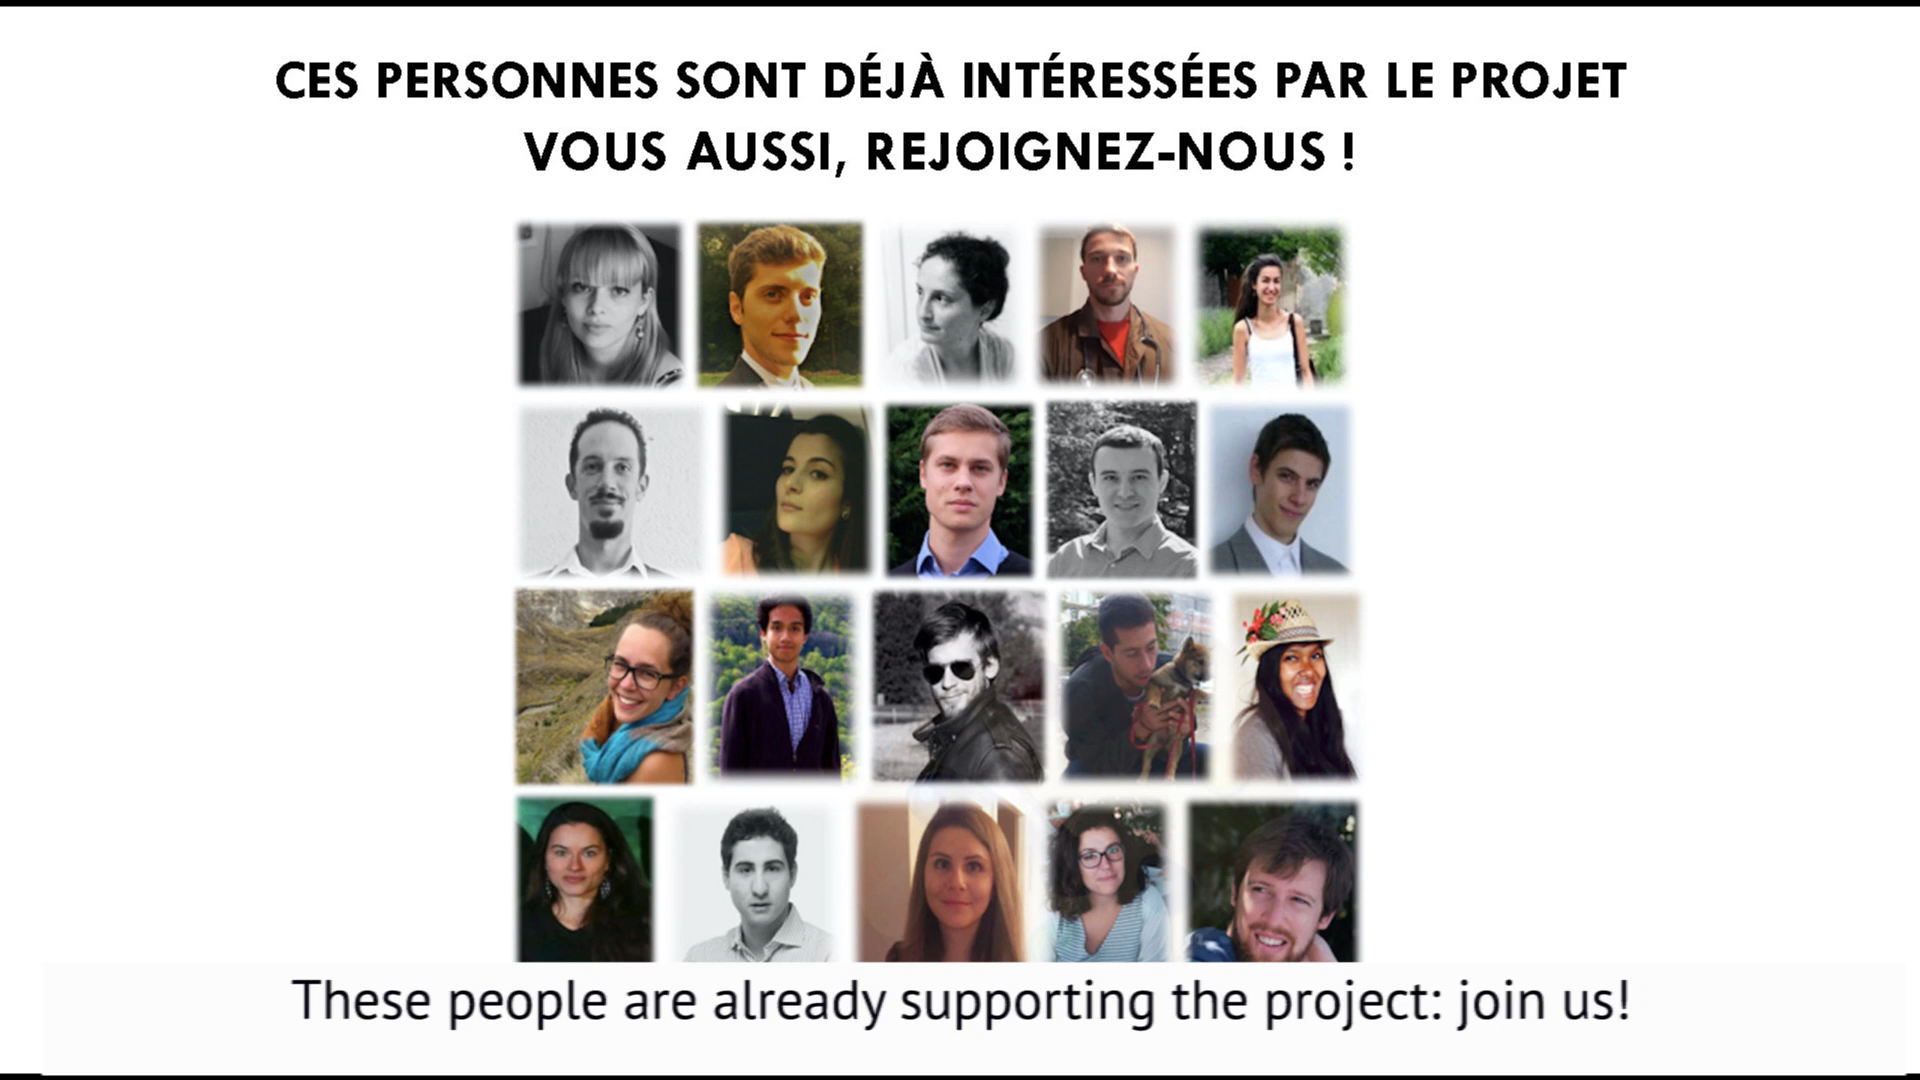 CES PERSONNES SONT DÉJÀ INTÉRESSÉES PAR LE PROJET
VOUS AUSSI, REJOIGNEZ-NOUS !
These people are already supporting the project: join us!